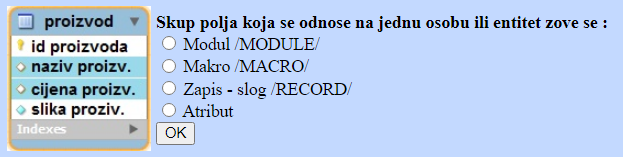 proizvod
id proizvoda
naziv proizv.
cijena proizv.
slika proziv.
Indexes
Skup polja koja se odnose na jednu osobu ili entitet zove se :
Modul /MODULE/
Makro /MACRO/
Zapis - slog /RECORD/
Atribut
OK